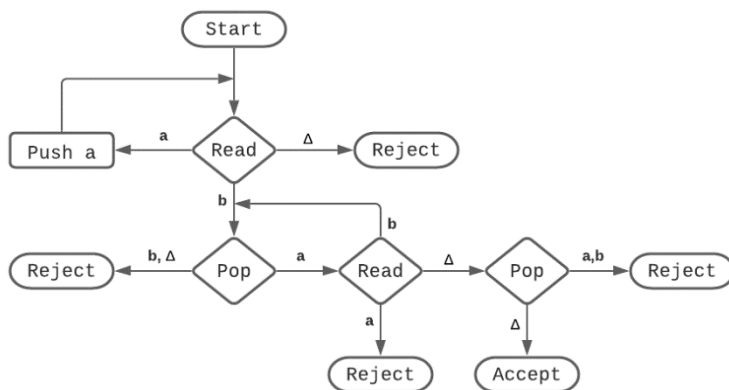 Start
Push a
a
Read
Δ
Reject
b
b
Reject
b, Δ
Pop
a
Read
Δ
Pop
a,b
Reject
a
Δ
Reject
Accept